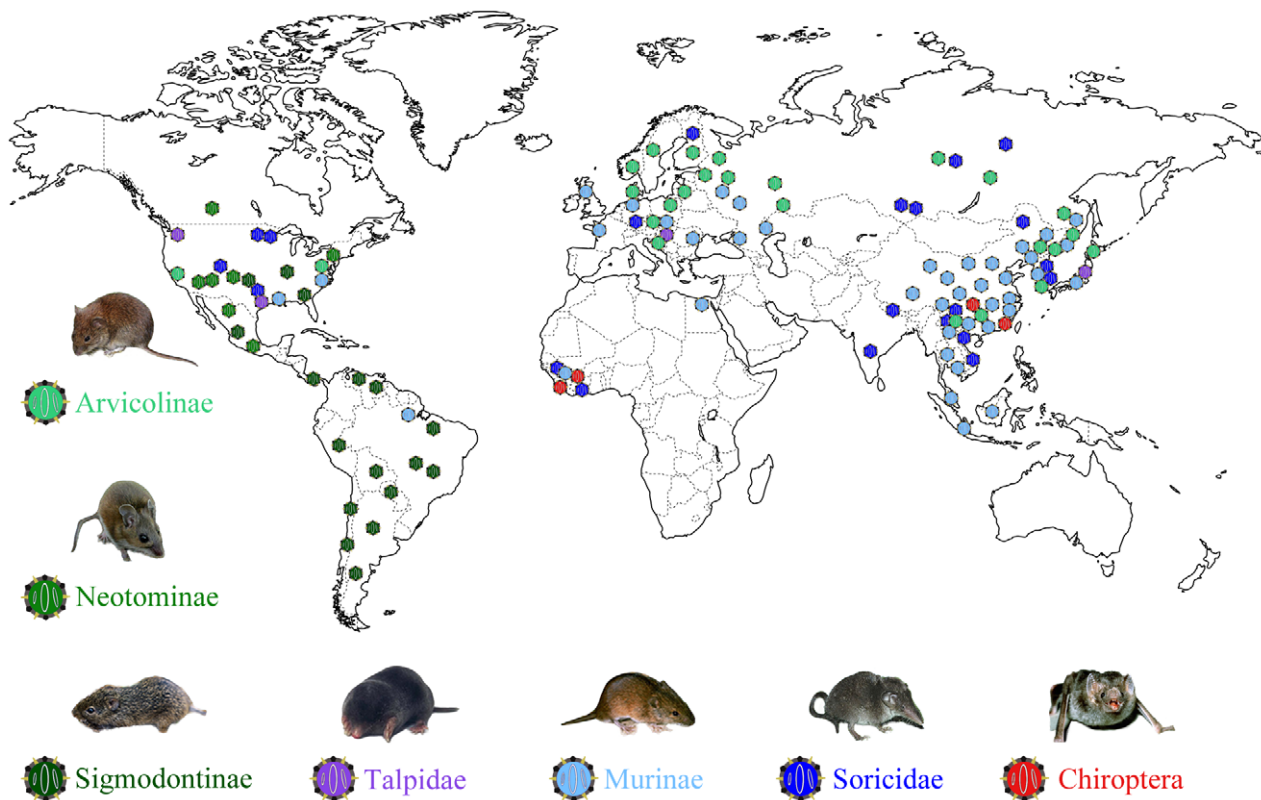 Arvicolinae
Neotominae
Sigmodontinae
Talpidae
Murinae
Soricidae
Chiroptera